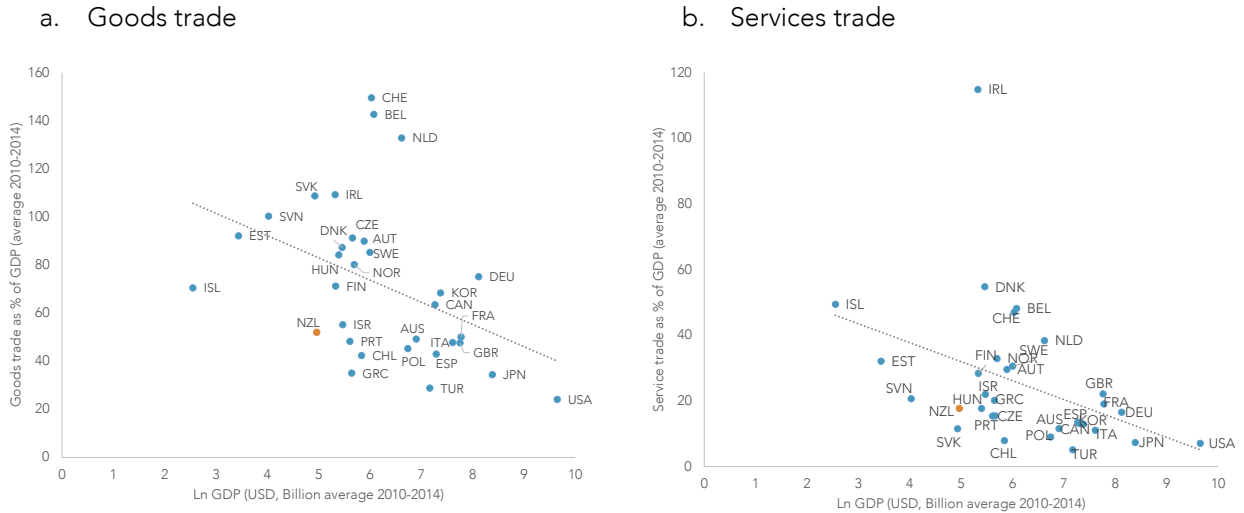 a. Goods trade
Goods trade as % of GDP (average 2010-2014)
160
140
120
100
80
60
40
20
0
CHE
BEL
NLD
SVK
IRL
SVN
EST
CZE
DNK
AUT
SWE
HUN
NOR
DEU
ISL
FIN
KOR
CAN
FRA
NZL
ISR
AUS
PRT
ITA
GBR
CHL
POL
ESP
GRC
JPN
TUR
USA
0 1 2 3 4 5 6 7 8 9 10
Ln GDP (USD, Billion average 2010-2014)
b. Services trade
Service trade as % of GDP (average 2010-2014)
120
100
80
60
40
20
0
IRL
DNK
ISL
BEL
CHE
NLD
SWE
FIN
NOR
EST
AUT
ISR
GBR
SVN
HUN
GRC
FRA
NZL
CZE
DEU
PRT
AUS
ESP
KOR
SVK
POL
CAN
ITA
CHL
TUR
JPN
USA
0 1 2 3 4 5 6 7 8 9 10
Ln GDP (USD, Billion average 2010-2014)